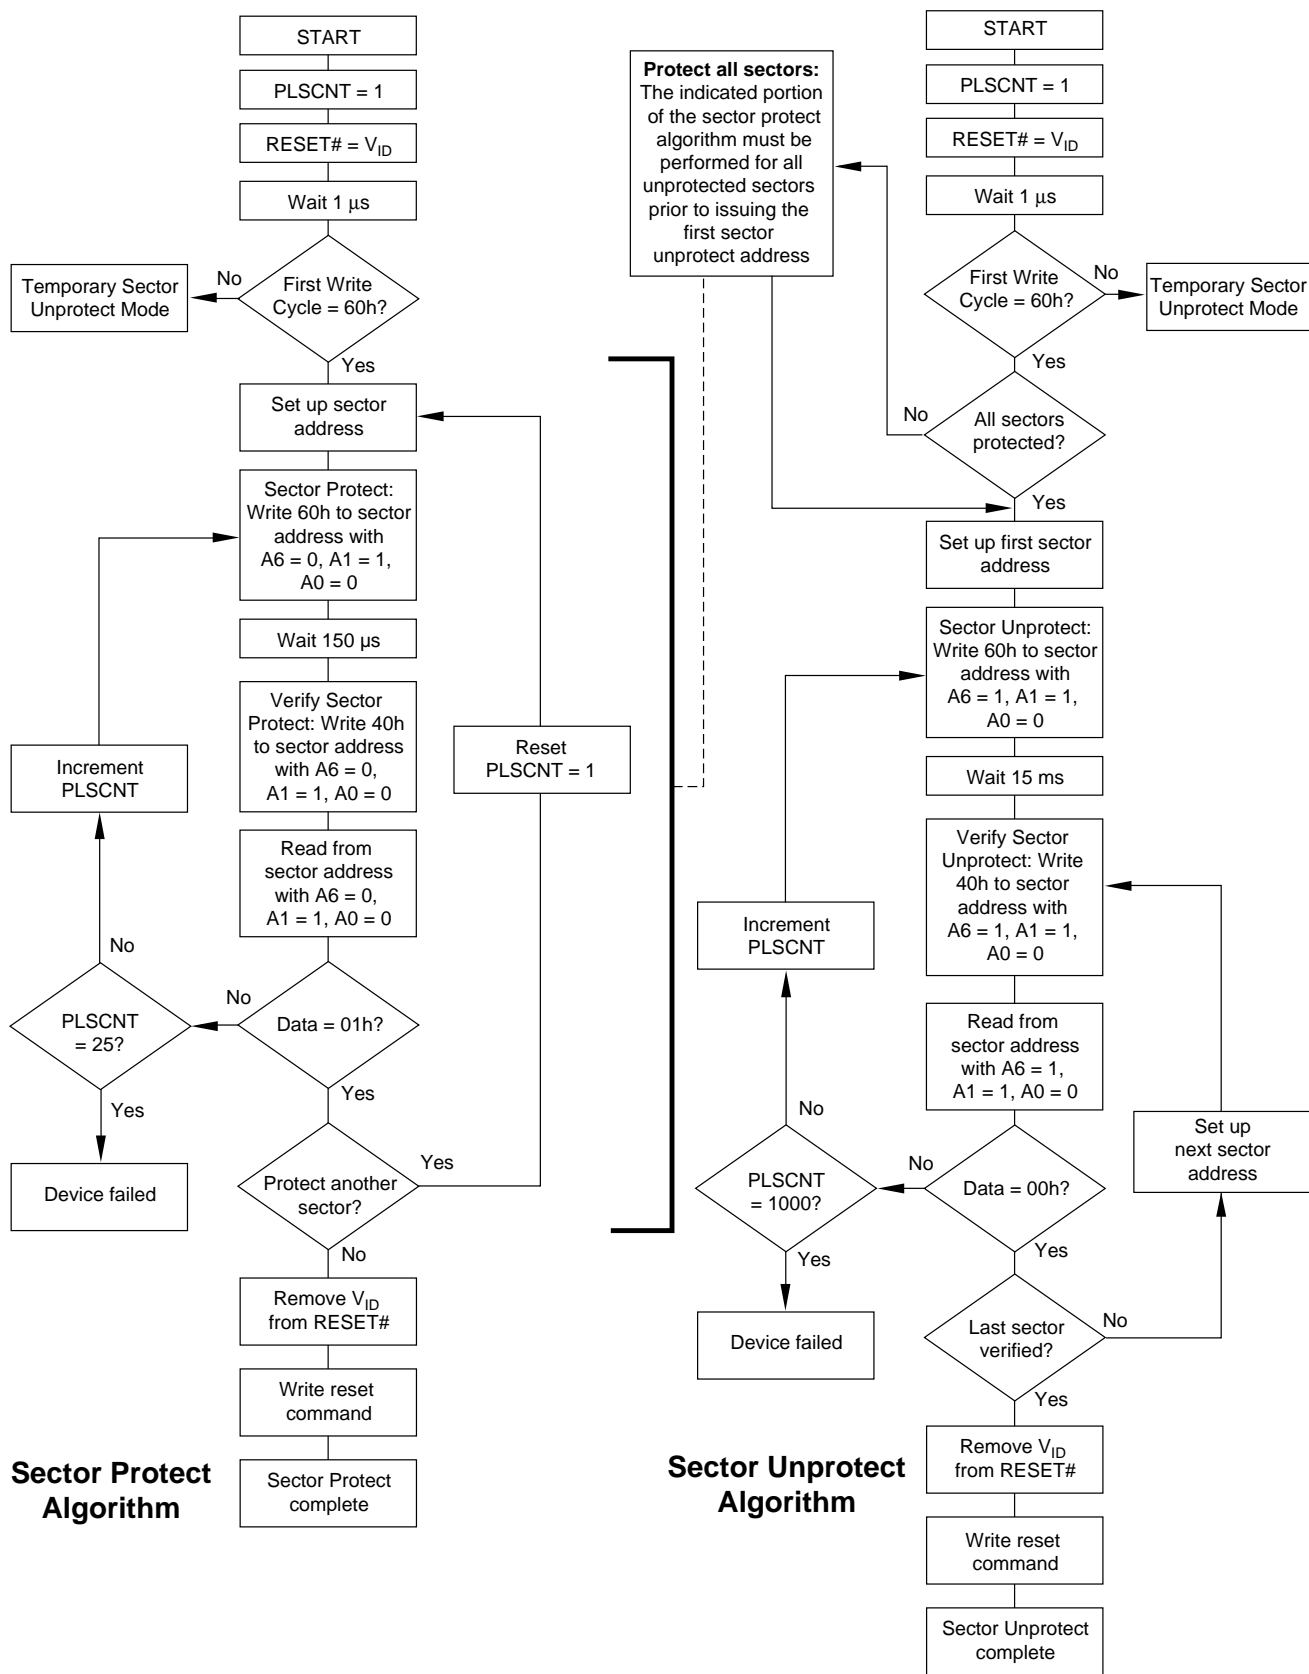 START
PLSCNT = 1
RESET# = VID
Wait 1 μs
No
First Write
Cycle = 60h?
Temporary Sector
Unprotect Mode
Yes
Set up sector
address
Sector Protect:
Write 60h to sector
address with
A6 = 0, A1 = 1,
A0 = 0
Wait 150 µs
Verify Sector
Protect: Write 40h
to sector address
with A6 = 0,
A1 = 1, A0 = 0
Increment
PLSCNT
Reset
PLSCNT = 1
Read from
sector address
with A6 = 0,
A1 = 1, A0 = 0
No
No
PLSCNT
= 25?
Data = 01h?
Yes
Yes
Device failed
Protect another
sector?
Yes
No
Remove VID
from RESET#
Write reset
command
Sector Protect
complete
Sector Protect
Algorithm
Protect all sectors:
The indicated portion
of the sector protect
algorithm must be
performed for all
unprotected sectors
prior to issuing the
first sector
unprotect address
START
PLSCNT = 1
RESET# = VID
Wait 1 μs
First Write
Cycle = 60h?
No
Temporary Sector
Unprotect Mode
Yes
No
All sectors
protected?
Yes
Set up first sector
address
Sector Unprotect:
Write 60h to sector
address with
A6 = 1, A1 = 1,
A0 = 0
Wait 15 ms
Verify Sector
Unprotect: Write
40h to sector
address with
A6 = 1, A1 = 1,
A0 = 0
Increment
PLSCNT
Read from
sector address
with A6 = 1,
A1 = 1, A0 = 0
No
No
PLSCNT
= 1000?
Data = 00h?
Set up
next sector
address
Yes
Yes
Device failed
Last sector
verified?
No
Yes
Remove VID
from RESET#
Write reset
command
Sector Unprotect
complete
Sector Unprotect
Algorithm